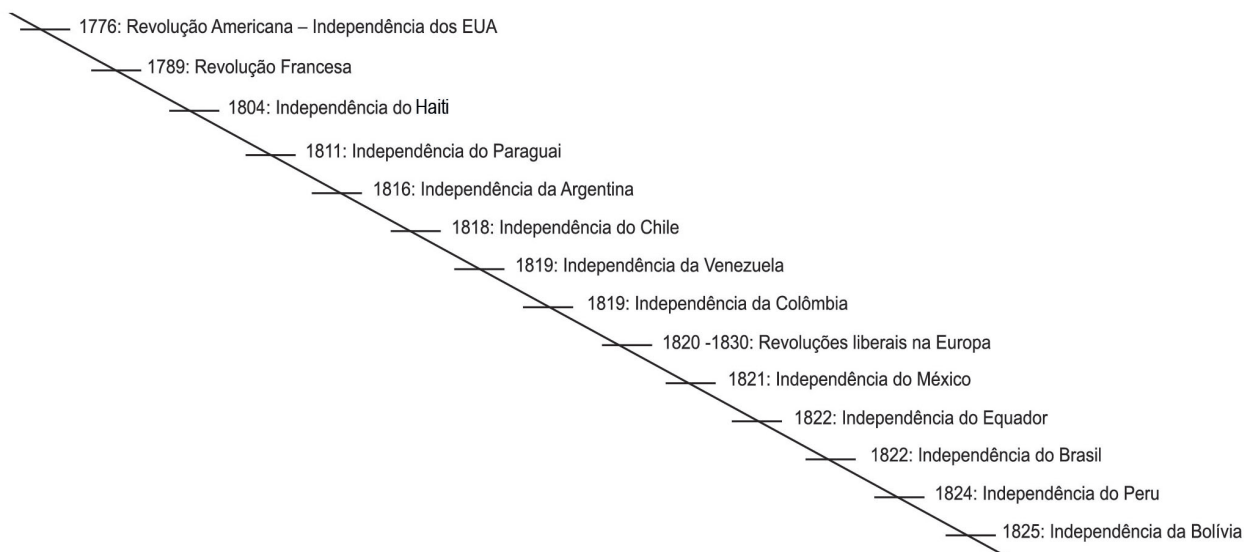 1776: Revolução Americana – Independência dos EUA
1789: Revolução Francesa
1804: Independência do Haiti
1811: Independência do Paraguai
1816: Independência da Argentina
1818: Independência do Chile
1819: Independência da Venezuela
1819: Independência da Colômbia
1820 -1830: Revoluções liberais na Europa
1821: Independência do México
1822: Independência do Equador
1822: Independência do Brasil
1824: Independência do Peru
1825: Independência da Bolívia